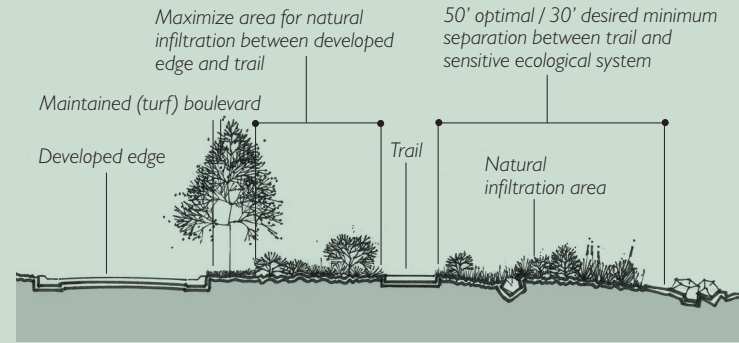 Maximize area for natural
infiltration between developed
edge and trail
50' optimal / 30' desired minimum
separation between trail and
sensitive ecological system
Maintained (turf) boulevard
Developed edge
Trail
Natural
infiltration area